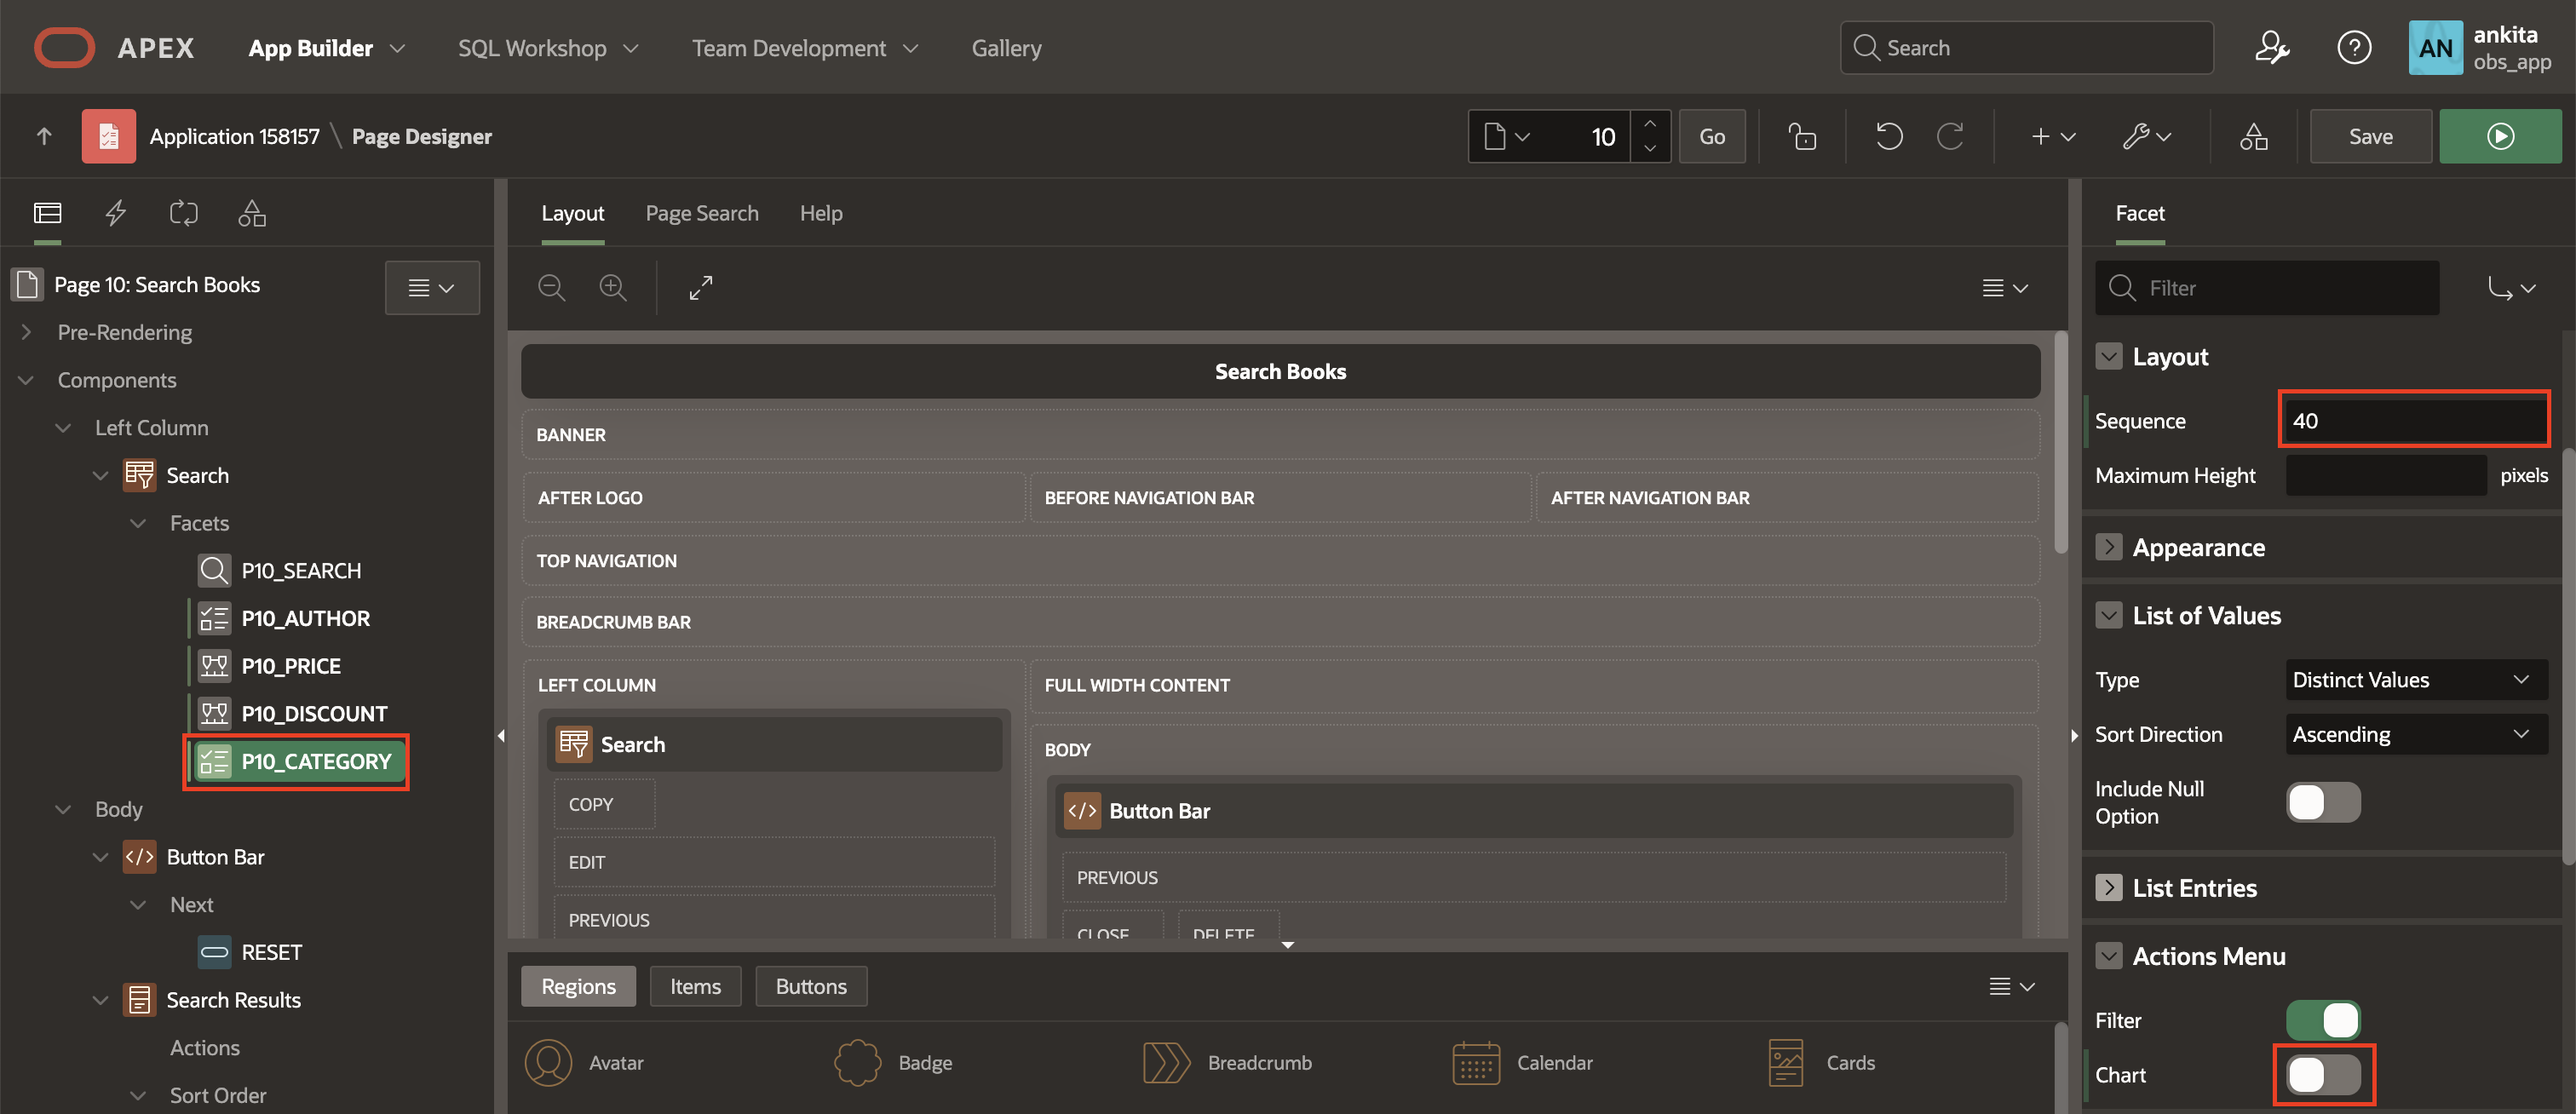 APEX App Builder SQL Workshop Team Development Gallery Search AN ankita
obs_app
Application 158157 \ Page Designer 10 Go Save
Layout Page Search Help
Facet
Page 10: Search Books
Filter
Pre-Rendering
Components
Left Column
Search
Facets
P10_SEARCH
P10_AUTHOR
P10_PRICE
P10_DISCOUNT
P10_CATEGORY
Body
Button Bar
Next
RESET
Search Results
Actions
Sort Order
Search Books
BANNER
AFTER LOGO BEFORE NAVIGATION BAR AFTER NAVIGATION BAR
TOP NAVIGATION
BREADCRUMB BAR
LEFT COLUMN FULL WIDTH CONTENT
Search
COPY
EDIT
PREVIOUS
BODY
</> Button Bar
PREVIOUS
CLOSE DELETE
Regions Items Buttons
Avatar Badge Breadcrumb Calendar Cards
Layout
Sequence 40
Maximum Height pixels
Appearance
List of Values
Type Distinct Values
Sort Direction Ascending
Include Null
Option
List Entries
Actions Menu
Filter
Chart